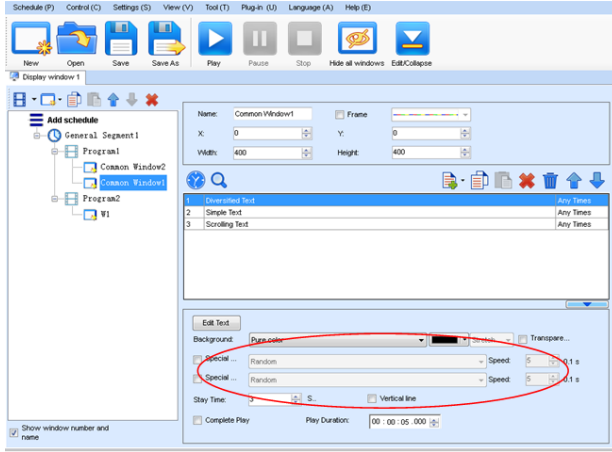 Schedule (P) Control (C) Settings (S) View (V) Tool (T) Plug-in (U) Language (A) Help (E)
New Open Save Save As Play Pause Stop Hide all windows Edit/Collapse
Display window 1
Add schedule
General Segment1
Program1
Common Window2
Common Window1
Program2
W1
Show window number and
name
Name: Common Window1 Frame
X: 0 Y: 0
Width: 400 Height: 400
1 Diversified Text Any Times
2 Simple Text Any Times
3 Scrolling Text Any Times
Edit Text
Background: Pure color Stretch Transpare...
Special ... Random Speed: 5 0.1 s
Special ... Random Speed: 5 0.1 s
Stay Time: 3 S.. Vertical line
Complete Play Play Duration: 00 : 00 : 05 .000